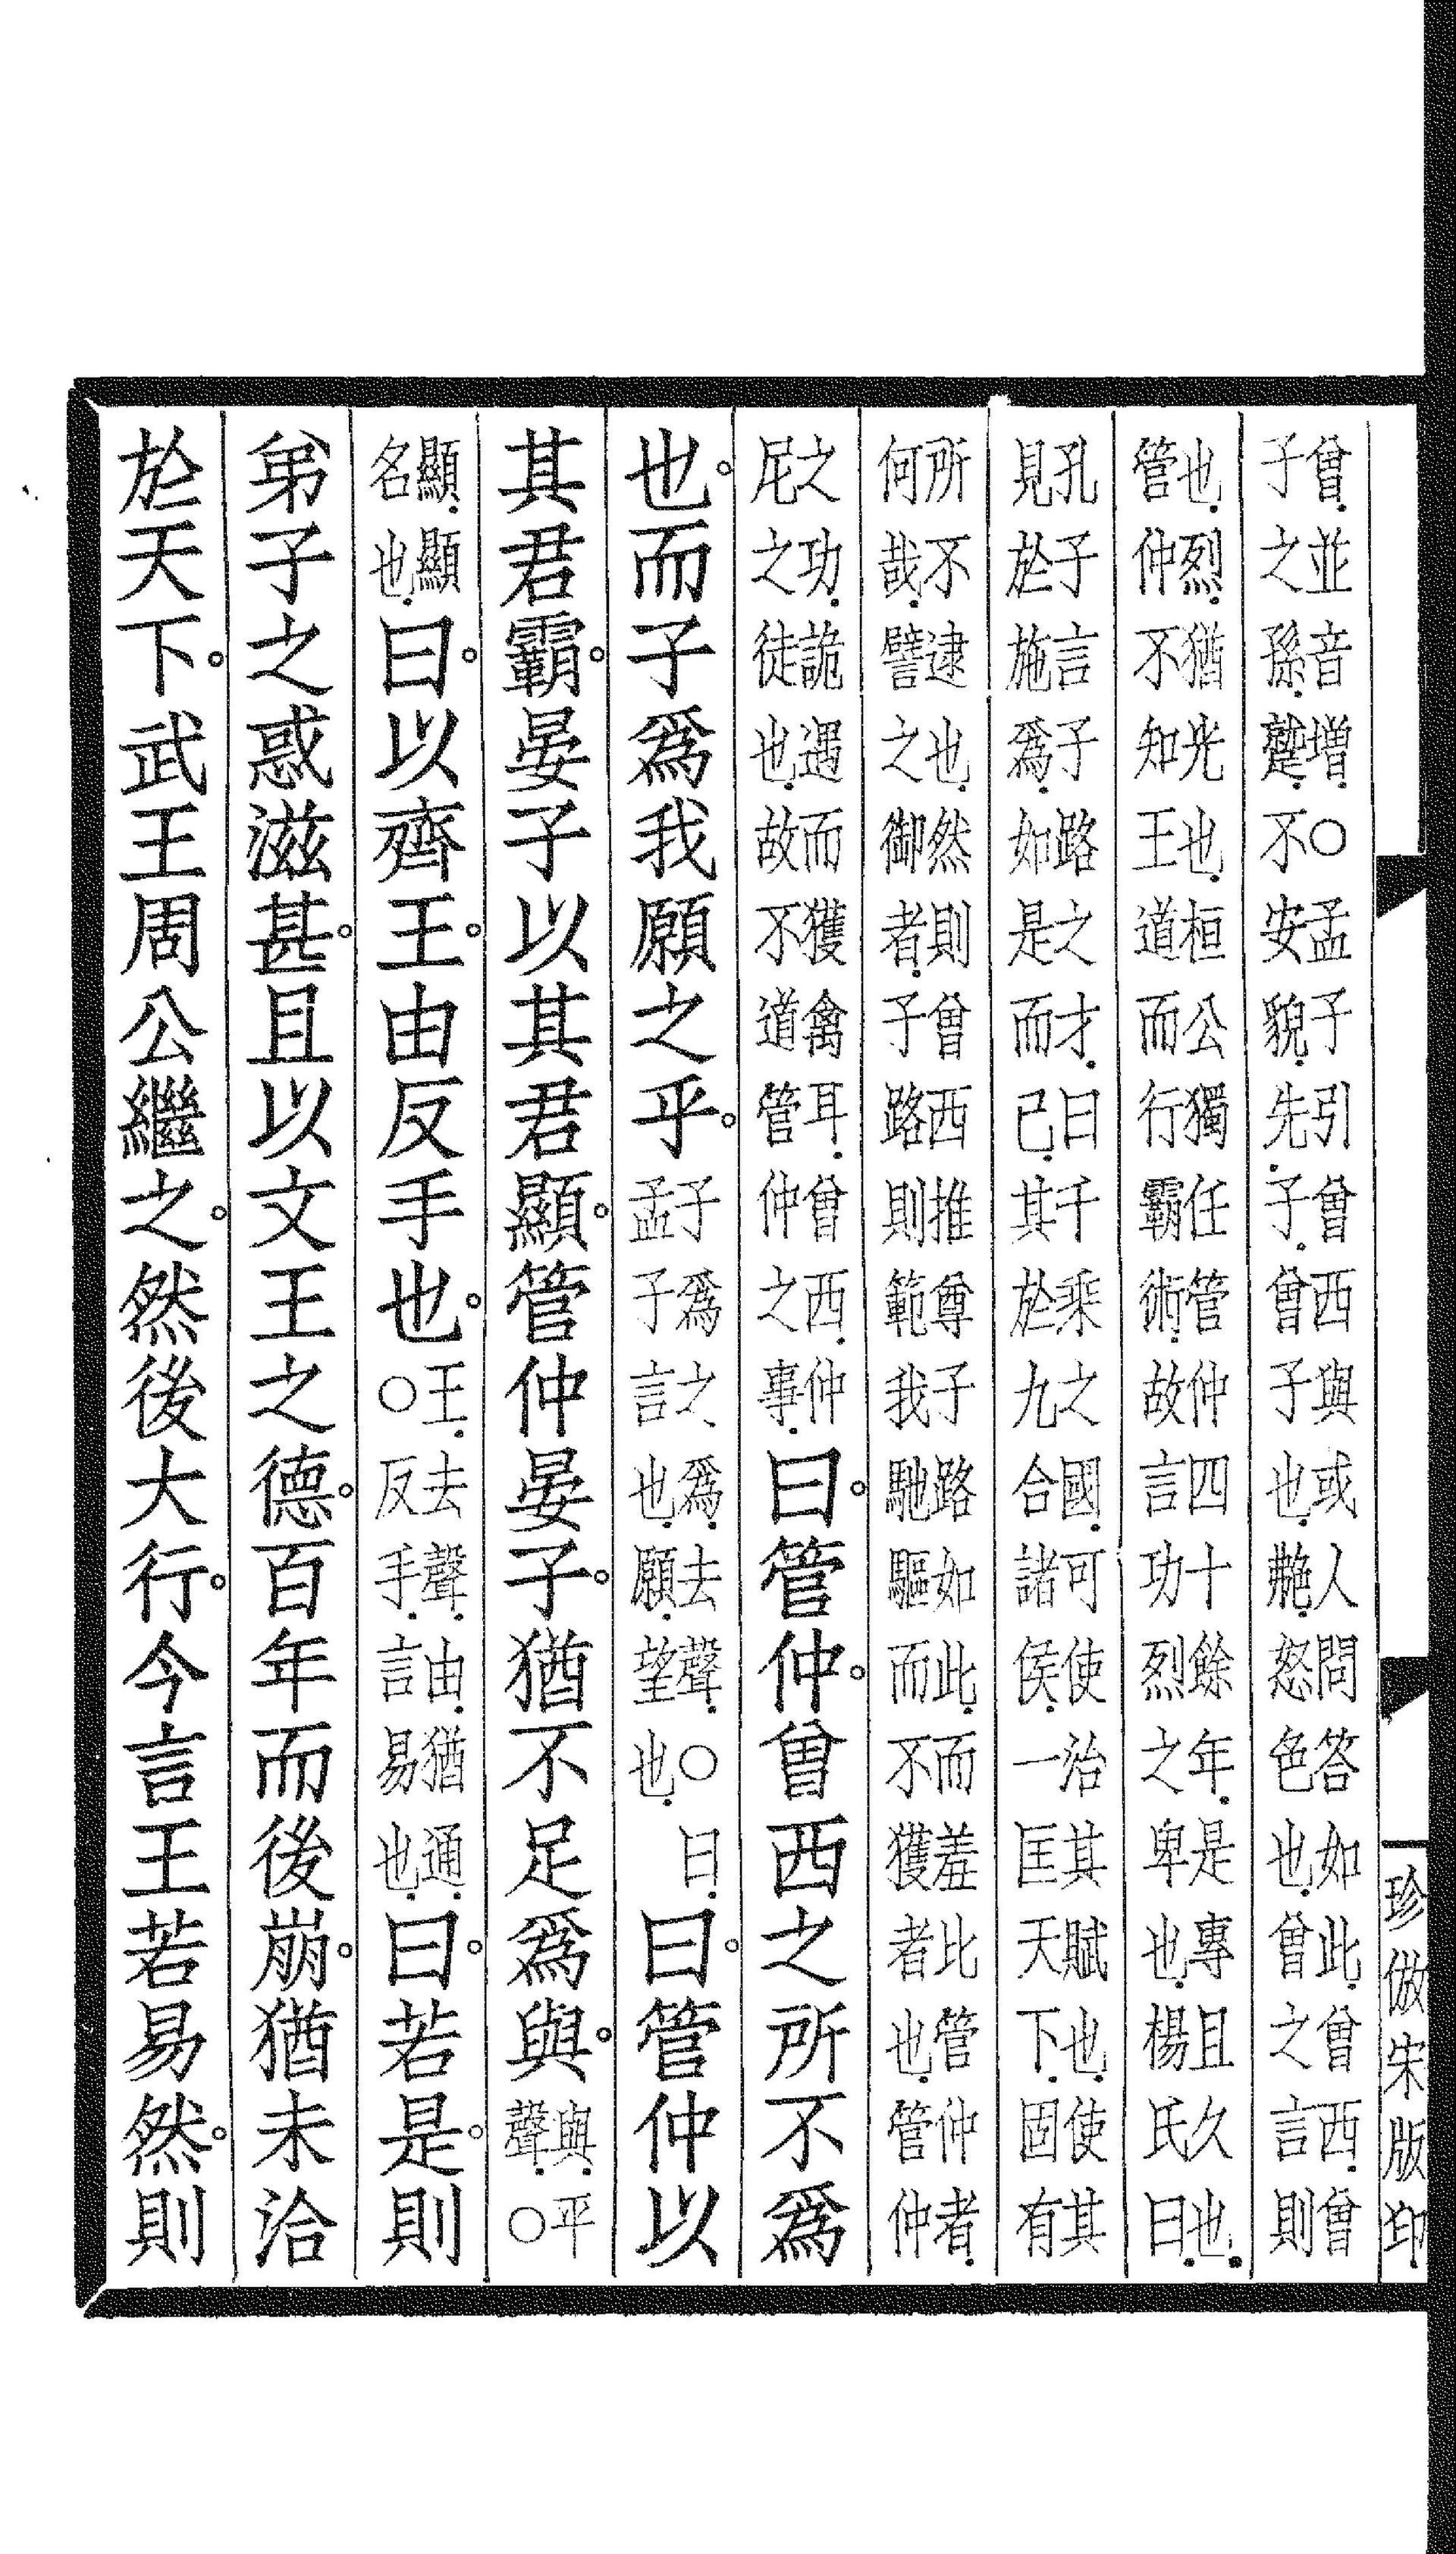 珍倣宋版印
曾。並音增。○孟子引曾西與或人問答如此。曾西。曾
子之孫。蹵。不安貌。先子。曾子也。艴。怒色也。曾之言則
也。烈。猶光也。桓公獨任管仲四十餘年。是專且久也。
管仲不知王道而行霸術。故言功烈之卑也。楊氏曰。
孔子言子路之才。曰千乘之國。可使治其賦也。使其
見於施爲。如是而已。其於九合諸侯。一匡天下。固有
所不逮也。然則曾西推尊子路如此。而羞比管仲者。
何哉。譬之御者。子路則範我馳驅而不獲者也。管仲
之功。詭遇而獲禽耳。曾西。仲
尼之徒也。故不道管仲之事。
曰。管仲。曾西之所不爲
也。而子爲我願之乎。
子爲之爲。去聲。○曰。
孟子言也。願。望也。
曰。管仲以
其君霸。晏子以其君顯。管仲晏子。猶不足爲與。
與。平
聲。○
顯。顯
名也。
曰。以齊王。由反手也。
王。去聲。由。猶通。
○反手。言易也。
曰。若是。則
弟子之惑滋甚。且以文王之德。百年而後崩。猶未洽
於天下。武王周公繼之。然後大行。今言王若易然。則